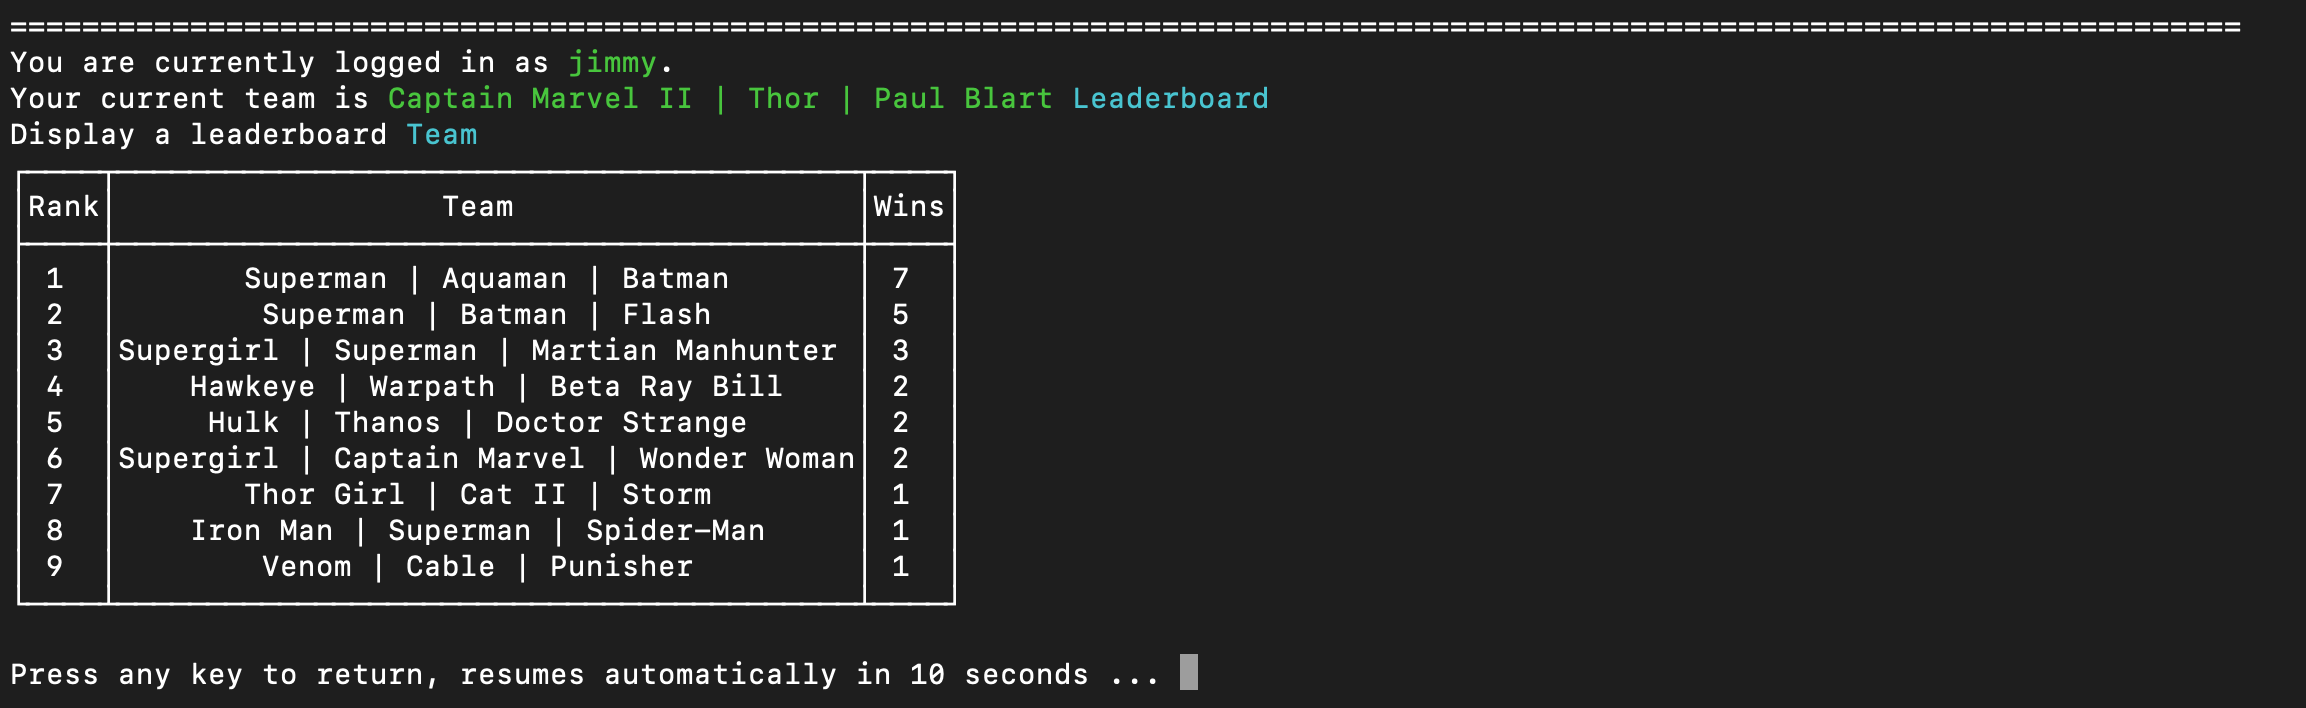 ============================================================================================================================
You are currently logged in as jimmy.
Your current team is Captain Marvel II | Thor | Paul Blart Leaderboard
Display a leaderboard Team
Rank Team Wins
1 Superman | Aquaman | Batman 7
2 Superman | Batman | Flash 5
3 Supergirl | Superman | Martian Manhunter 3
4 Hawkeye | Warpath | Beta Ray Bill 2
5 Hulk | Thanos | Doctor Strange 2
6 Supergirl | Captain Marvel | Wonder Woman 2
7 Thor Girl | Cat II | Storm 1
8 Iron Man | Superman | Spider-Man 1
9 Venom | Cable | Punisher 1
Press any key to return, resumes automatically in 10 seconds ...